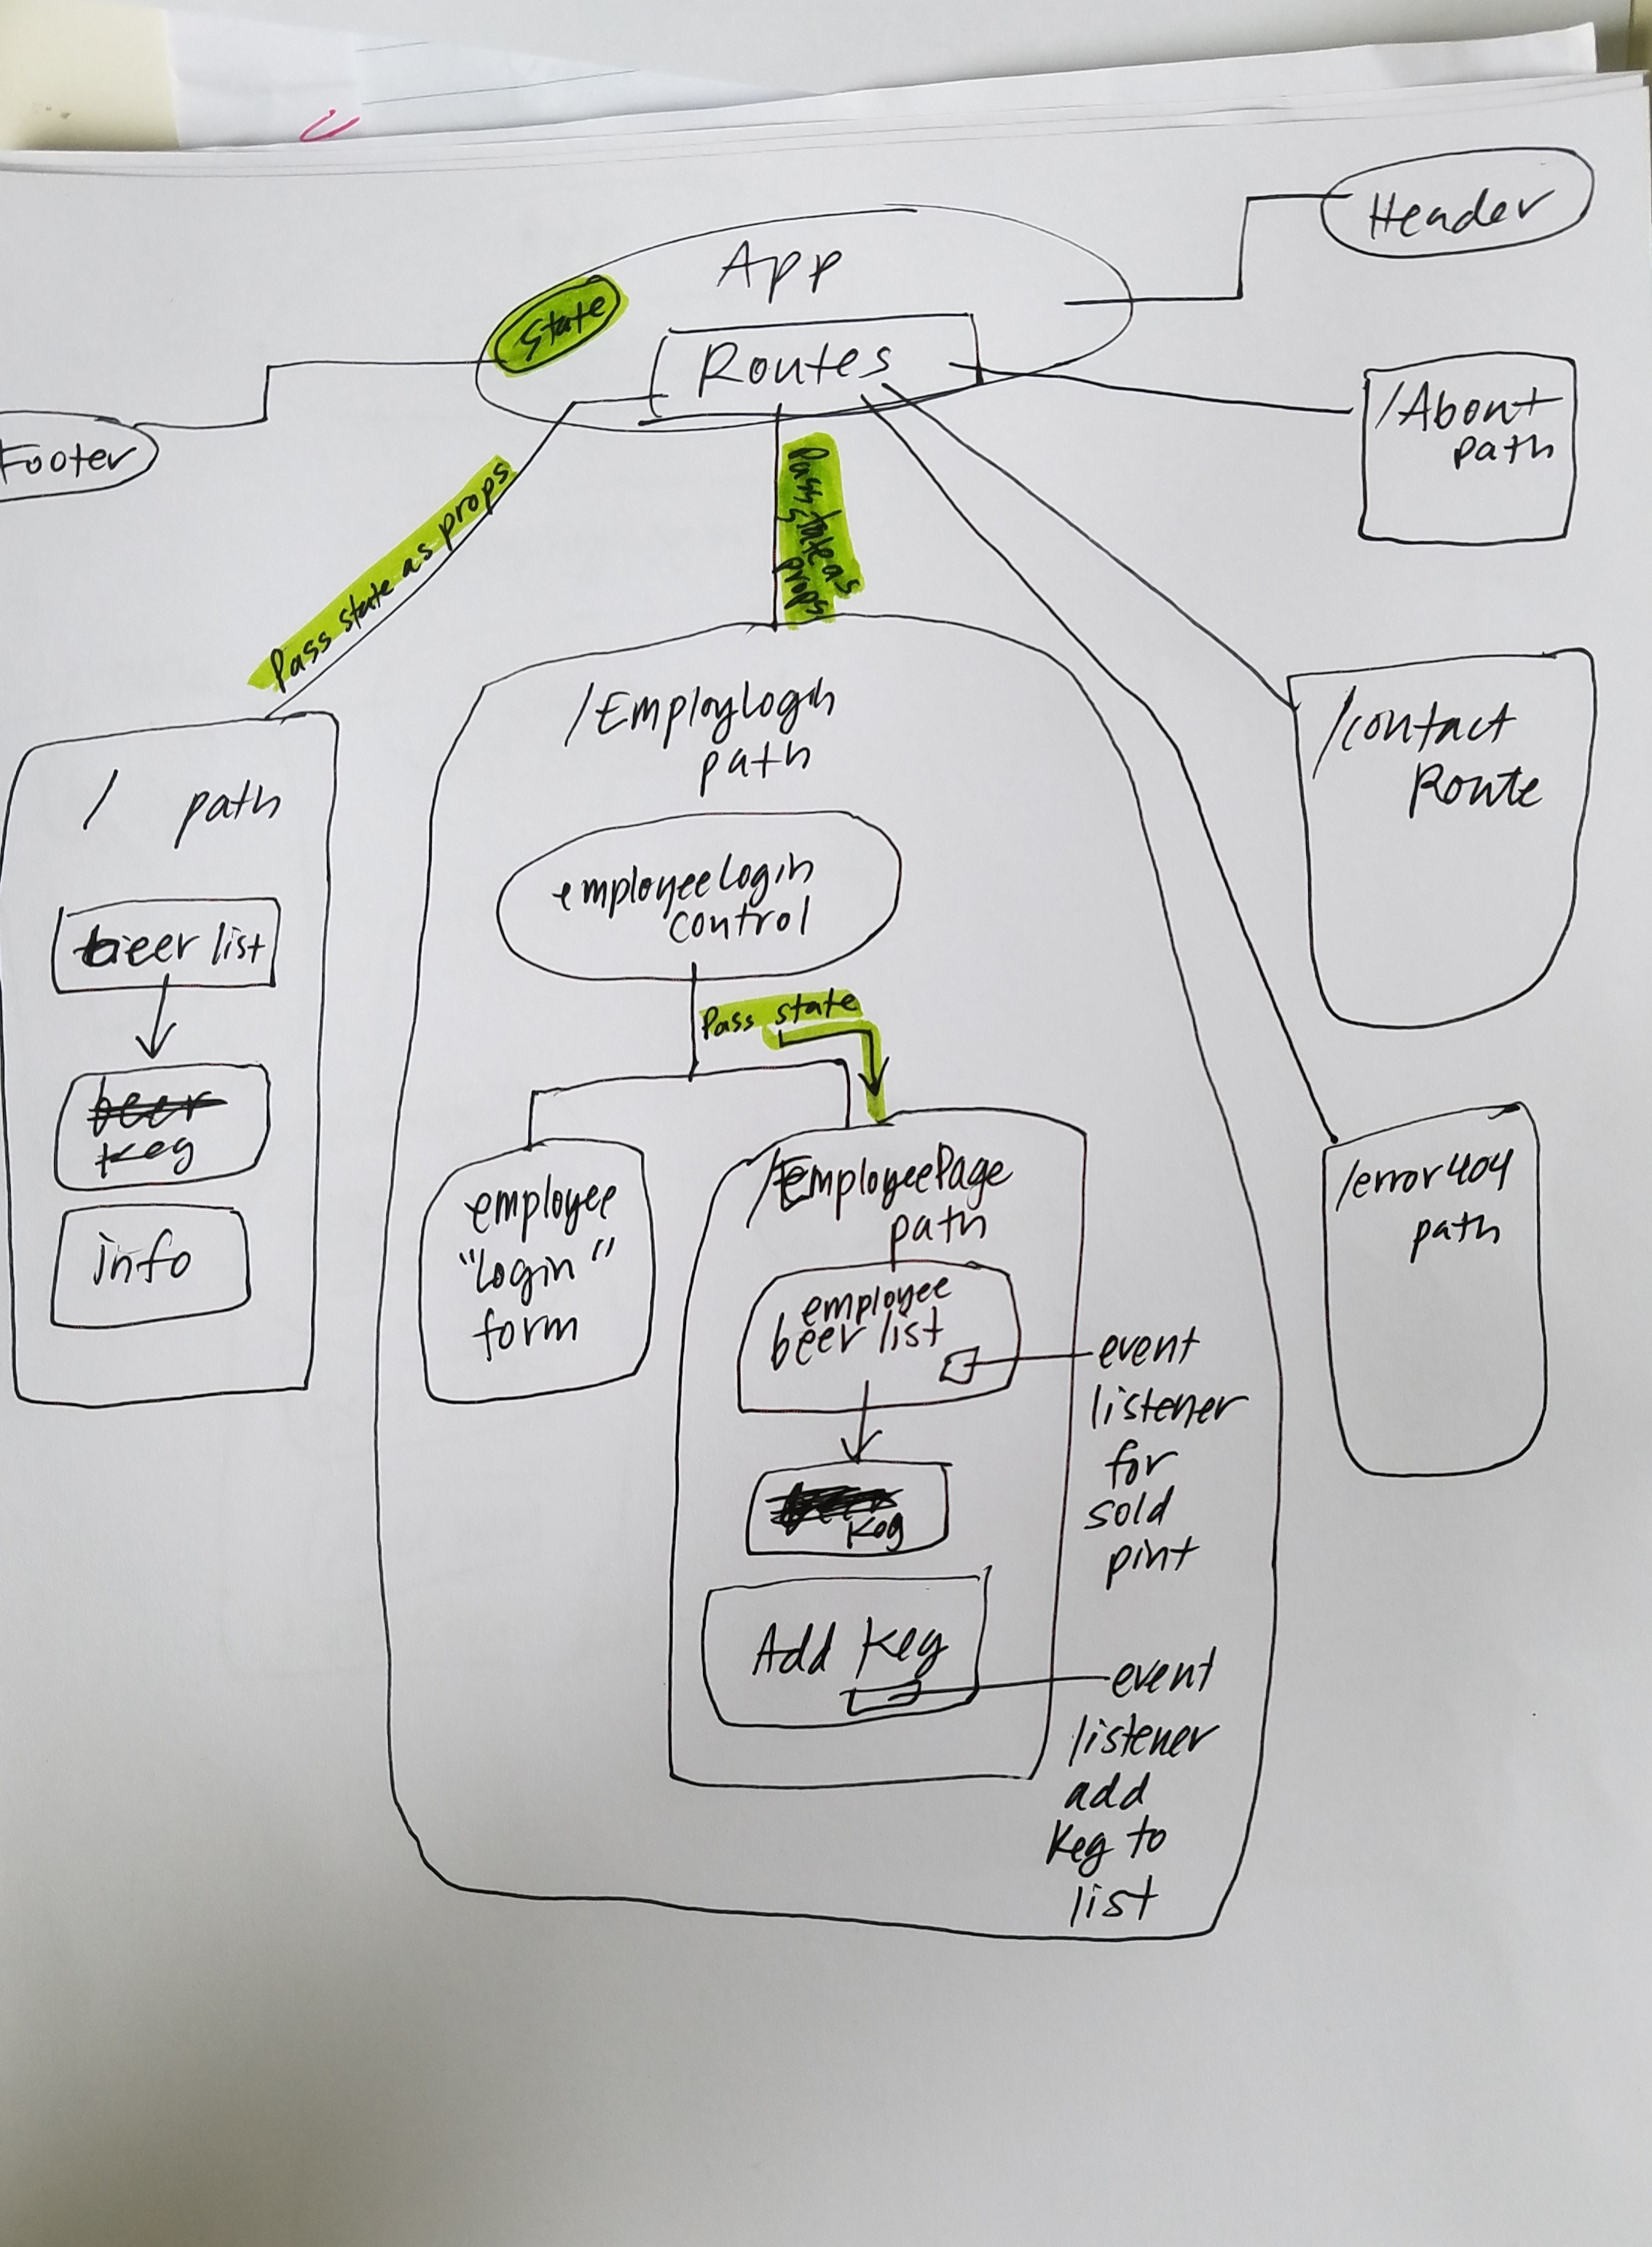 Header
App
State
Routes
/About
path
Footer
Pass state as props
Pass
state as
props
/EmployLogin
path
/contact
Route
/ path
employeeLogin
control
beer list
Pass state
beer
keg
/EmployeePage
path
/error404
path
employee
"login"
form
info
employee
beer list
event
listener
for
sold
pint
keg
Add keg
event
listener
add
keg to
list